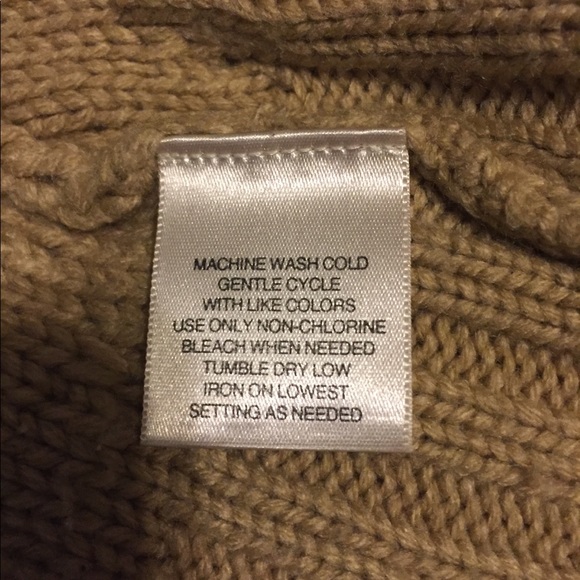 MACHINE WASH COLD
GENTLE CYCLE
WITH LIKE COLORS
USE ONLY NON-CHLORINE
BLEACH WHEN NEEDED
TUMBLE DRY LOW
IRON ON LOWEST
SETTING AS NEEDED